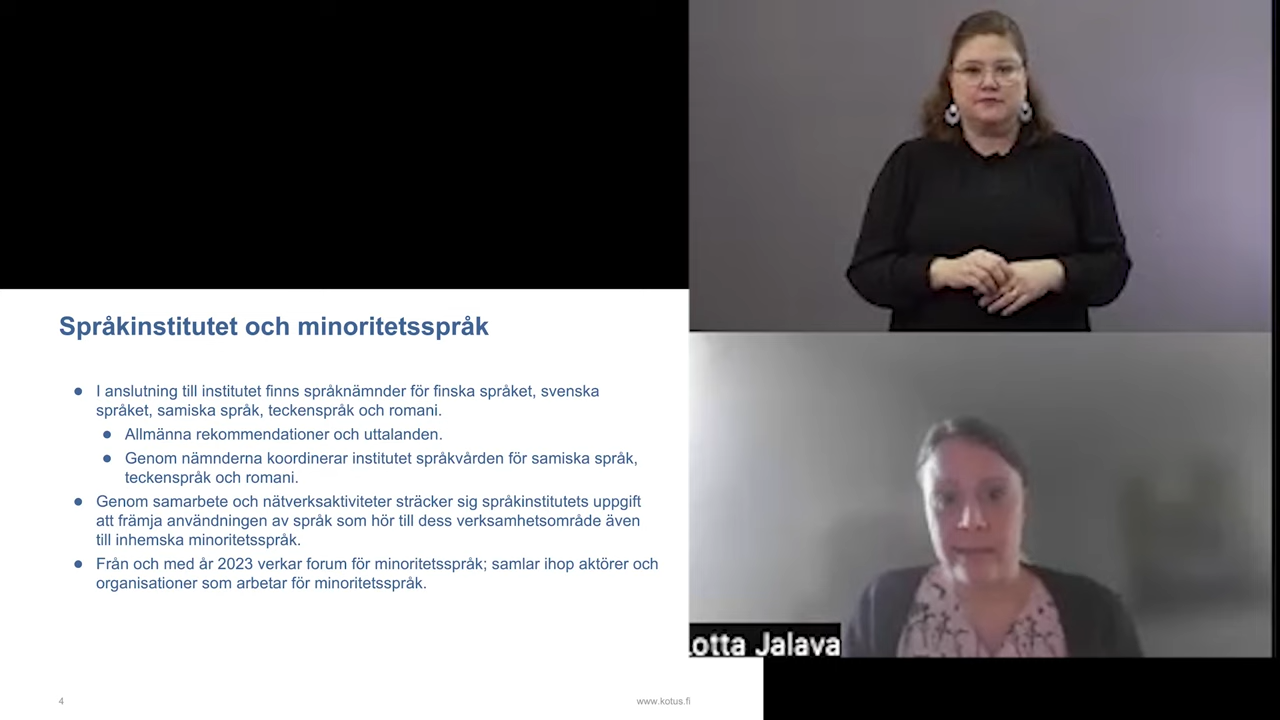 Språkinstitutet och minoritetsspråk
● I anslutning till institutet finns språknämnder för finska språket, svenska
språket, samiska språk, teckenspråk och romani.
● Allmänna rekommendationer och uttalanden.
● Genom nämnderna koordinerar institutet språkvården för samiska språk,
teckenspråk och romani.
● Genom samarbete och nätverksaktiviteter sträcker sig språkinstitutets uppgift
att främja användningen av språk som hör till dess verksamhetsområde även
till inhemska minoritetsspråk.
● Från och med år 2023 verkar forum för minoritetsspråk; samlar ihop aktörer och
organisationer som arbetar för minoritetsspråk.
Lotta Jalava
4
www.kotus.fi